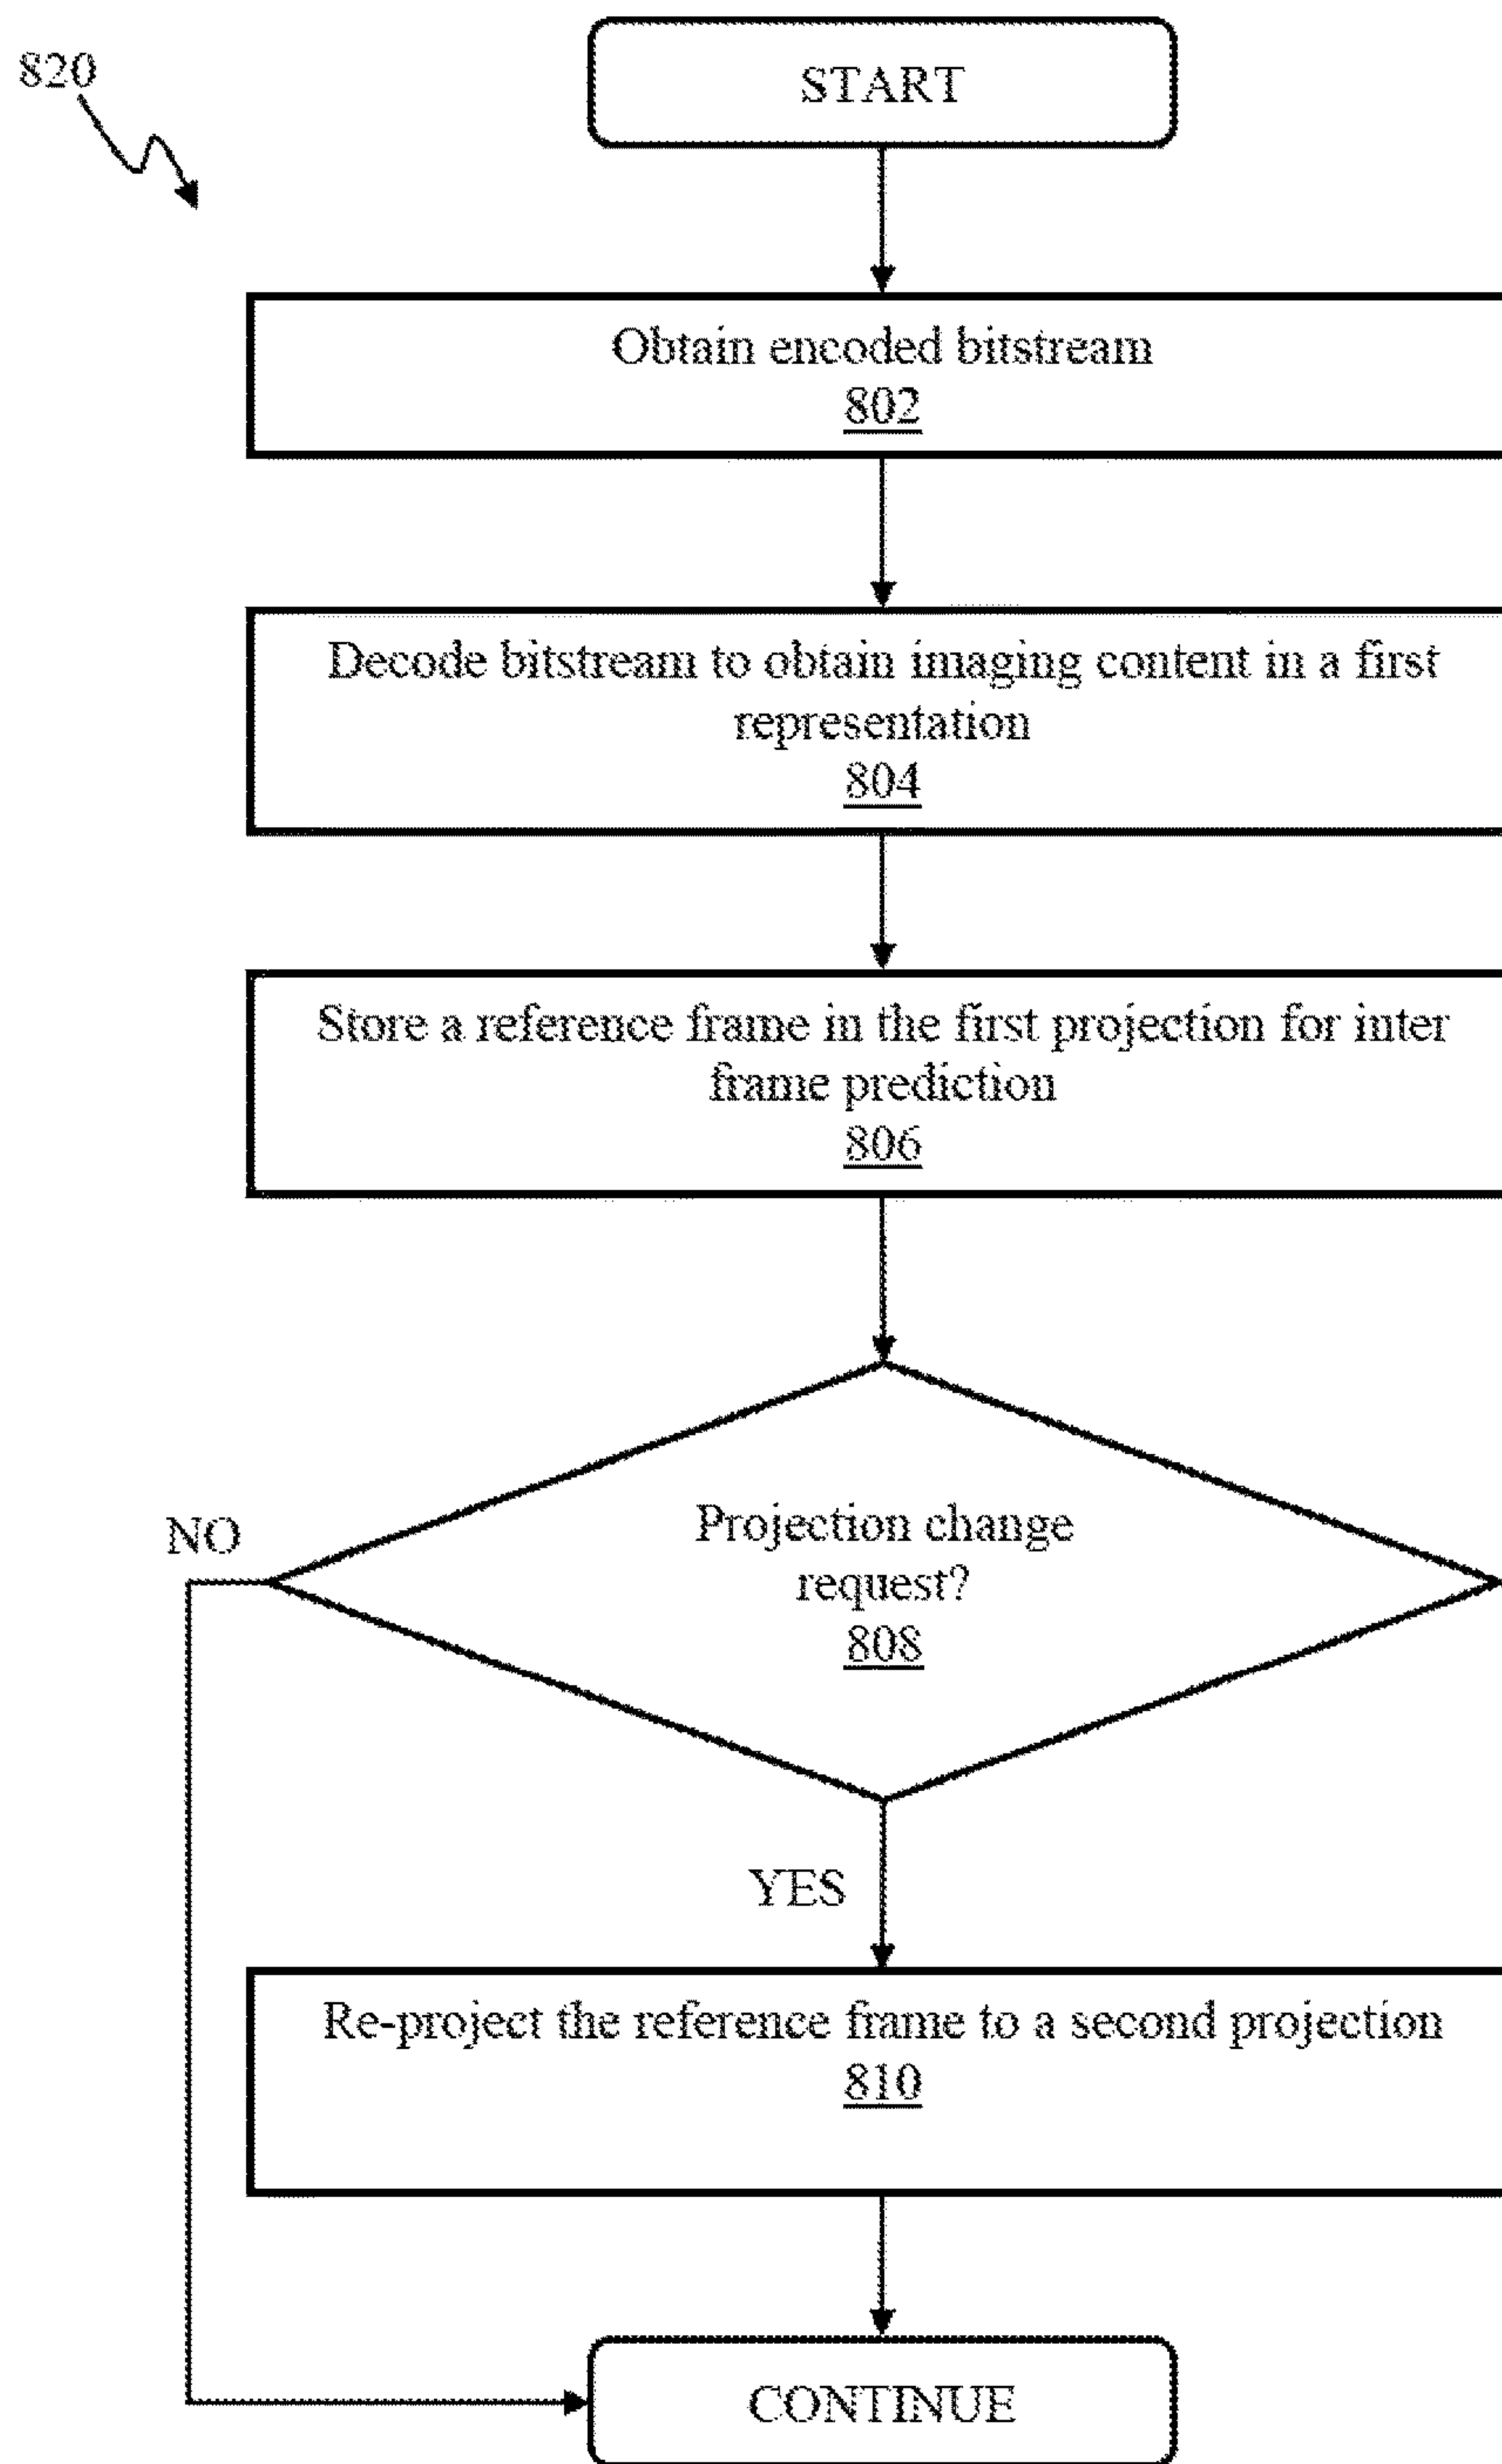 820
START
Obtain encoded bitstream
802
Decode bitstream to obtain imaging content in a first
representation
804
Store a reference frame in the first projection for inter
frame prediction
806
Projection change
request?
808
NO
YES
Re-project the reference frame to a second projection
810
CONTINUE